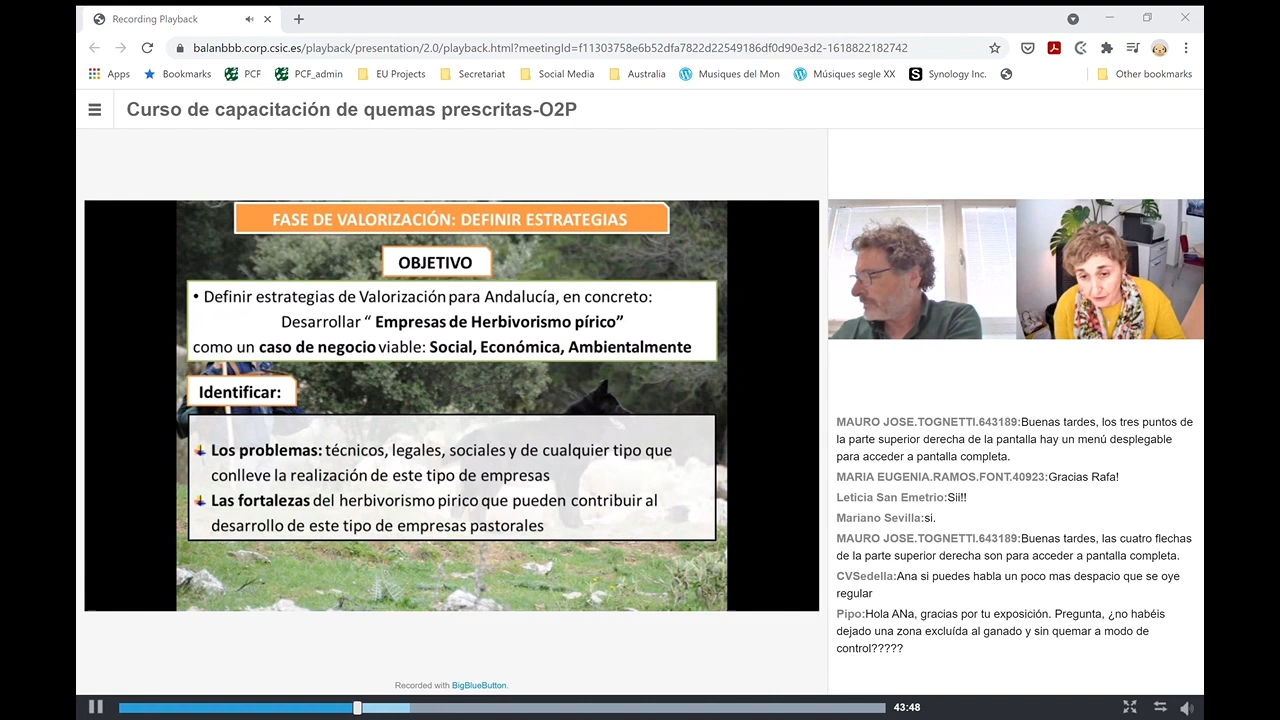 Recording Playback
balanbbb.corp.csic.es/playback/presentation/2.0/playback.html?meetingId=f11303758e6b52dfa7822d22549186df0d90e3d2-1618822182742
Apps Bookmarks PCF PCF_admin EU Projects Secretariat Social Media Australia Musiques del Mon Músiques segle XX Synology Inc. Other bookmarks
Curso de capacitación de quemas prescritas-O2P
FASE DE VALORIZACIÓN: DEFINIR ESTRATEGIAS
OBJETIVO
• Definir estrategias de Valorización para Andalucía, en concreto:
Desarrollar “ Empresas de Herbivorismo pírico”
como un caso de negocio viable: Social, Económica, Ambientalmente
Identificar:
Los problemas: técnicos, legales, sociales y de cualquier tipo que
conlleve la realización de este tipo de empresas
Las fortalezas del herbivorismo pirico que pueden contribuir al
desarrollo de este tipo de empresas pastorales
MAURO JOSE.TOGNETTI.643189:Buenas tardes, los tres puntos de
la parte superior derecha de la pantalla hay un menú desplegable
para acceder a pantalla completa.
MARIA EUGENIA.RAMOS.FONT.40923:Gracias Rafa!
Leticia San Emetrio:Sii!!
Mariano Sevilla:si.
MAURO JOSE.TOGNETTI.643189:Buenas tardes, las cuatro flechas
de la parte superior derecha son para acceder a pantalla completa.
CVSedella:Ana si puedes habla un poco mas despacio que se oye
regular
Pipo:Hola ANa, gracias por tu exposición. Pregunta, ¿no habéis
dejado una zona excluída al ganado y sin quemar a modo de
control?????
Recorded with BigBlueButton.
43:48